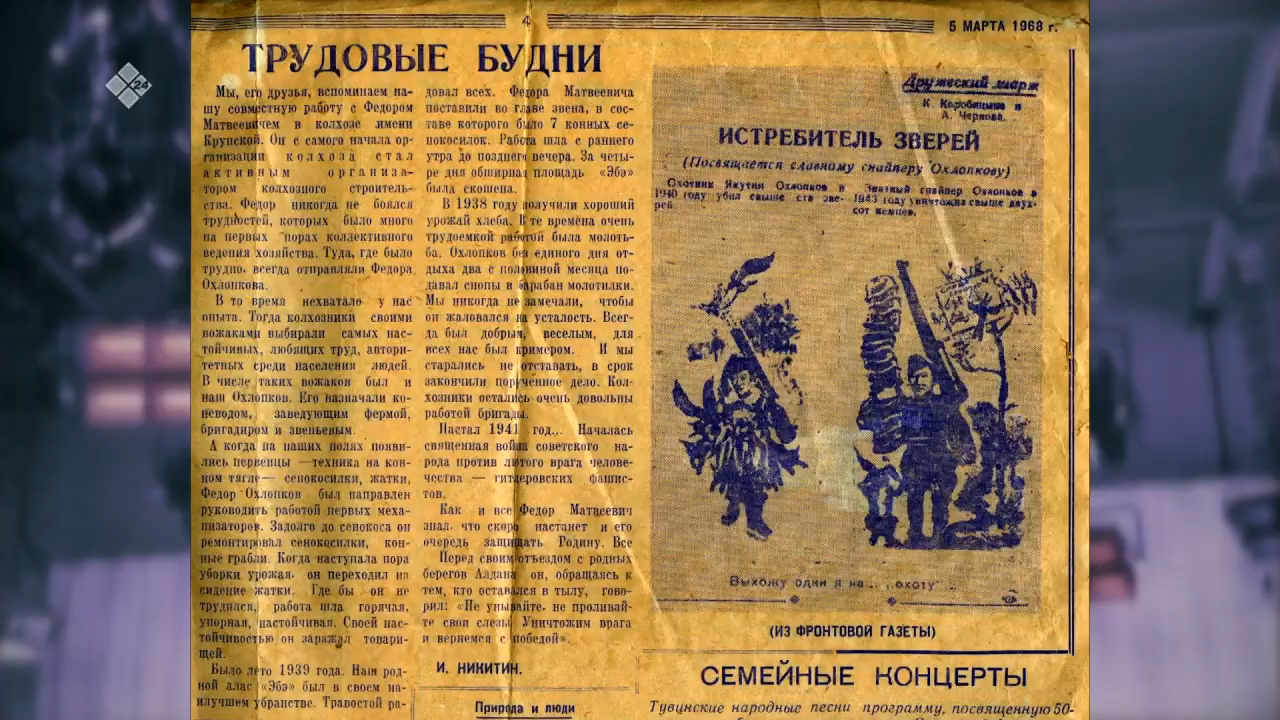 4
5 МАРТА 1968 г.
ТРУДОВЫЕ БУДНИ
Мы, его друзья, вспоминаем на-
шу совместную работу с Федором
Матвеевичем в колхозе имени
Крупской. Он с самого начала ор-
ганизации колхоза стал
активным организа-
тором колхозного строитель-
ства. Федор никогда не боялся
трудностей, которых было много
на первых порах коллективного
ведения хозяйства. Туда, где было
трудно, всегда отправляли Федора
Охлопкова.
В то время нехватало у нас
опыта. Тогда колхозники своими
вожаками выбирали самых нас-
тойчивых, любящих труд, автори-
тетных среди населения людей.
В числе таких вожаков был и
наш Охлопков. Его назначали ко-
неводом, заведующим фермой,
бригадиром и звеньевым.
А когда на наших полях появи-
лись первенцы —техника на кон-
ном тягле— сенокосилки, жатки,
Федор Охлопков был направлен
руководить работой первых меха-
низаторов. Задолго до сенокоса он
ремонтировал сенокосилки, кон-
ные грабли. Когда наступала пора
уборки урожая, он переходил на
сидение жатки. Где бы он не
трудился, работа шла горячая,
упорная, настойчивая. Своей нас-
тойчивостью он заражал товари-
щей.
Было лето 1939 года. Наш род-
ной алас «Эбэ» был в своем на-
илучшем убранстве. Травостой ра-
довал всех. Федора Матвеевича
поставили во главе звена, в сос-
таве которого было 7 конных се-
нокосилок. Работа шла с раннего
утра до позднего вечера. За четы-
ре дня обширная площадь «Эбэ»
была скошена.
В 1938 году получили хороший
урожай хлеба. В те времена очень
трудоемкой работой была молоть-
ба. Охлопков без единого дня от-
дыха два с половиной месяца по-
давал снопы в барабан молотилки.
Мы никогда не замечали, чтобы
он жаловался на усталость. Всег-
да был добрым, веселым, для
всех нас был примером. И мы
старались не отставать, в срок
закончили порученное дело. Кол-
хозники остались очень довольны
работой бригады.
Настал 1941 год... Началась
священная война советского на-
рода против лютого врага челове-
чества — гитлеровских фашис-
тов.
Как и все Федор Матвеевич
знал, что скоро настанет и его
очередь защищать Родину. Все
Перед своим отъездом с родных
берегов Алдана он, обращаясь к
тем, кто оставался в тылу, гово-
рил: «Не унывайте, не проливай-
те свои слезы. Уничтожим врага
и вернемся с победой».
И. НИКИТИН.
Природа и люди
Дружеский шарж
К. Коробицына и
А. Чернова.
ИСТРЕБИТЕЛЬ ЗВЕРЕЙ
(Посвящается славному снайперу Охлопкову)
Охотник Якутии Охлопков в
1940 году убил свыше ста зве-
рей.
Знатный снайпер Охлопков в
1943 году уничтожил свыше двух-
сот немцев.
Выхожу один я на... „охоту"...
(ИЗ ФРОНТОВОЙ ГАЗЕТЫ)
СЕМЕЙНЫЕ КОНЦЕРТЫ
Тувинские народные песни программу, посвященную 50-
24